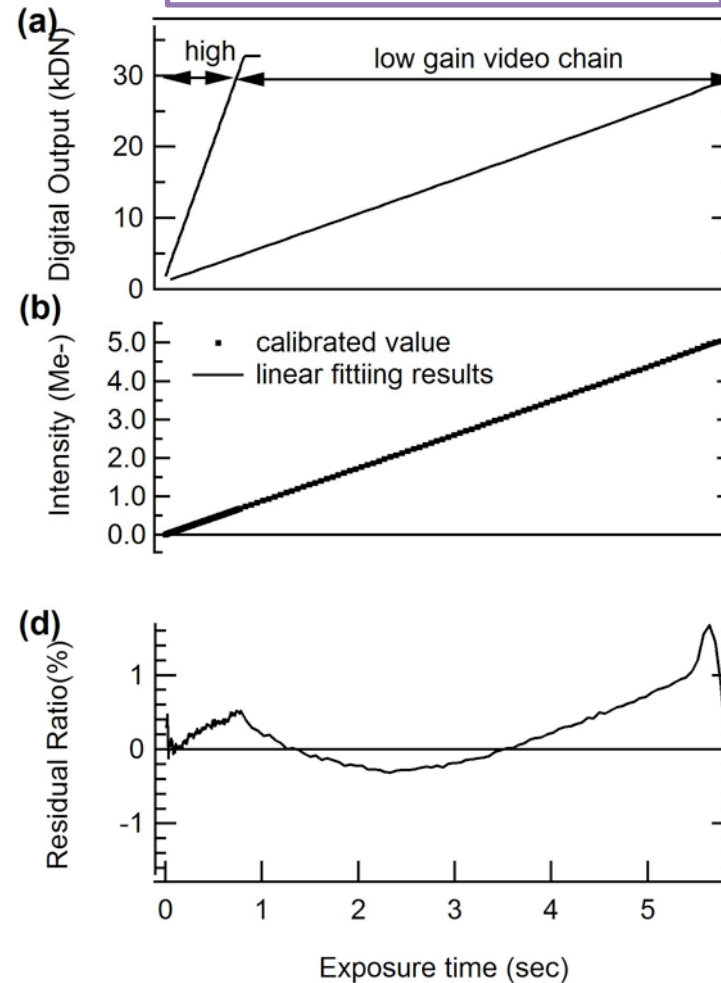 (a)
high
low gain video chain
Digital Output (kDN)
30
20
10
0
(b)
calibrated value
linear fittiing results
Intensity (Me-)
5.0
4.0
3.0
2.0
1.0
0.0
(d)
Residual Ratio(%)
1
0
-1
0 1 2 3 4 5
Exposure time (sec)